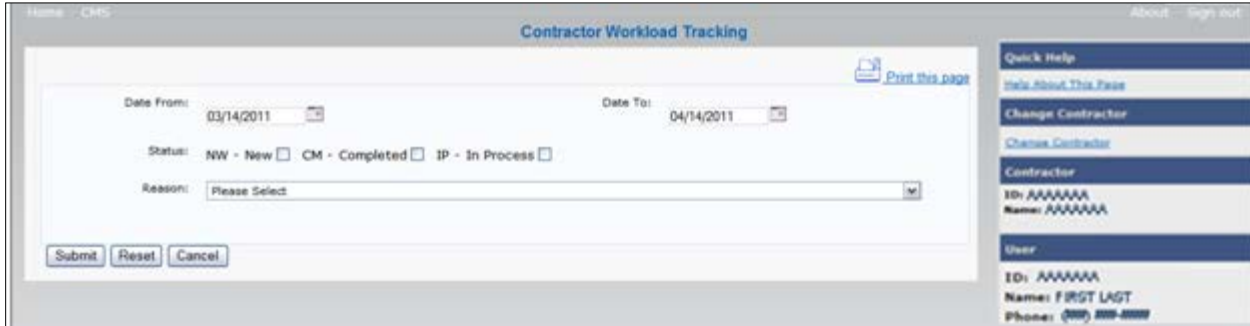 Home CMS About Sign out
Contractor Workload Tracking
Print this page
Date From: 03/14/2011 Date To: 04/14/2011
Status: NW - New CM - Completed IP - In Process
Reason: Please Select
Submit Reset Cancel
Quick Help
Help About This Page
Change Contractor
Change Contractor
Contractor
ID: AAAAAAA
Name: AAAAAAA
User
ID: AAAAAAA
Name: FIRST LAST
Phone: